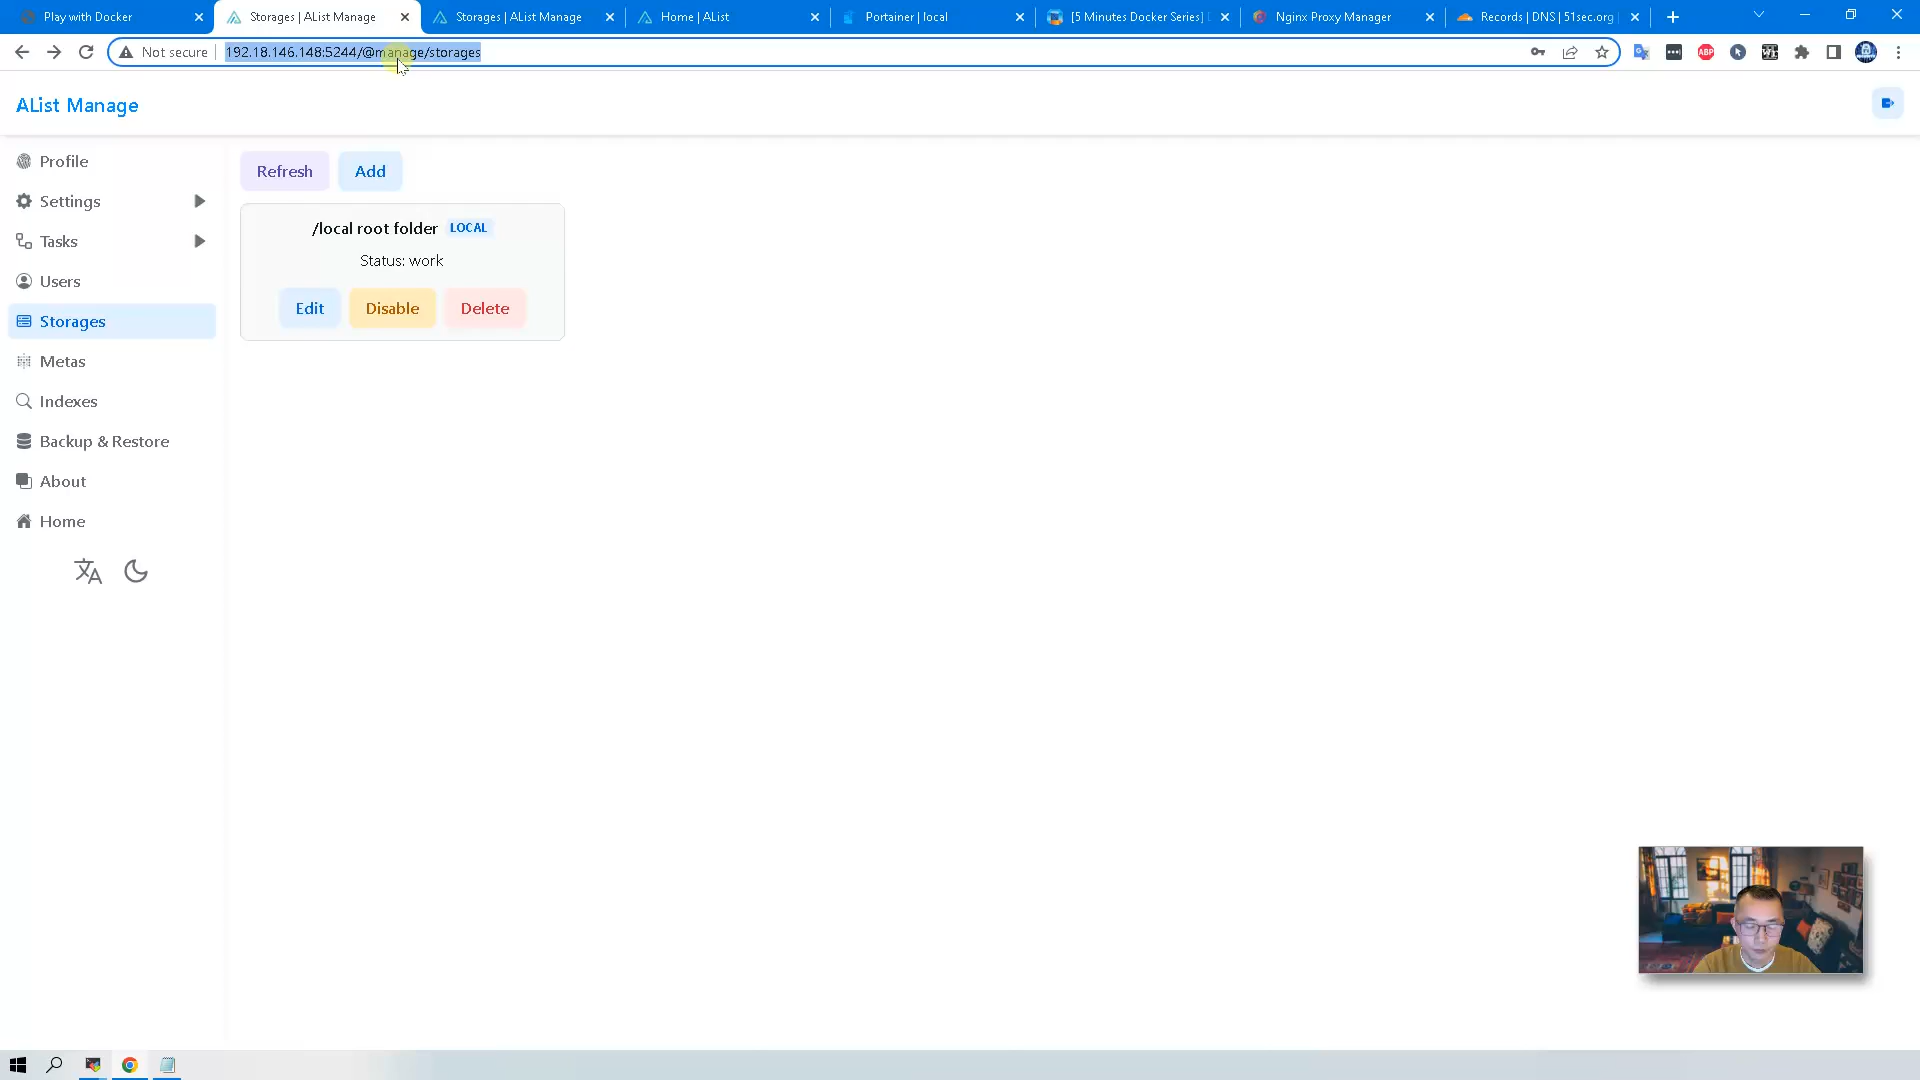 Play with Docker
Storages | AList Manage
Storages | AList Manage
Home | AList
Portainer | local
[5 Minutes Docker Series]
Nginx Proxy Manager
Records | DNS | 51sec.org
Not secure
192.18.146.148:5244/@manage/storages
ABP
AList Manage
Profile
Refresh
Add
Settings
/local root folder
LOCAL
Tasks
Status: work
Users
Edit
Disable
Delete
Storages
Metas
Indexes
Backup & Restore
About
Home